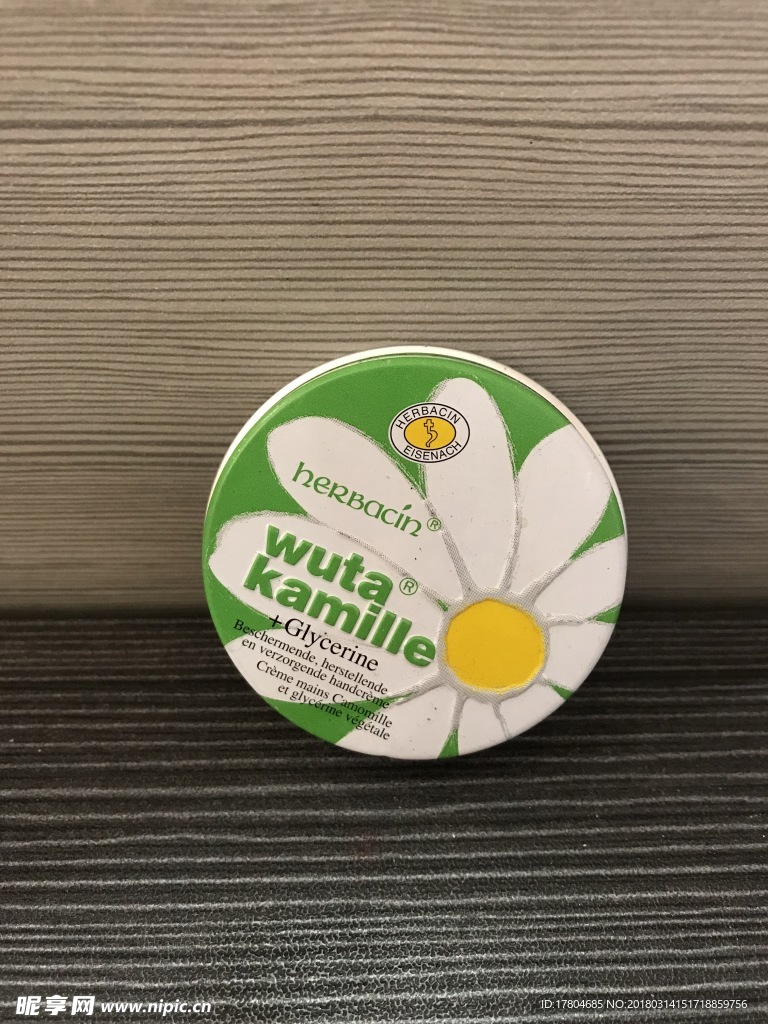 HERBACIN
EISENACH
herbacin®
wuta
kamille®
+Glycerine
Beschermende, herstellende
en verzorgende handcrème
Crème mains Camomille
et glycérine végétale
昵享网 www.nipic.cn
ID:17804685 NO:20180314151718859756